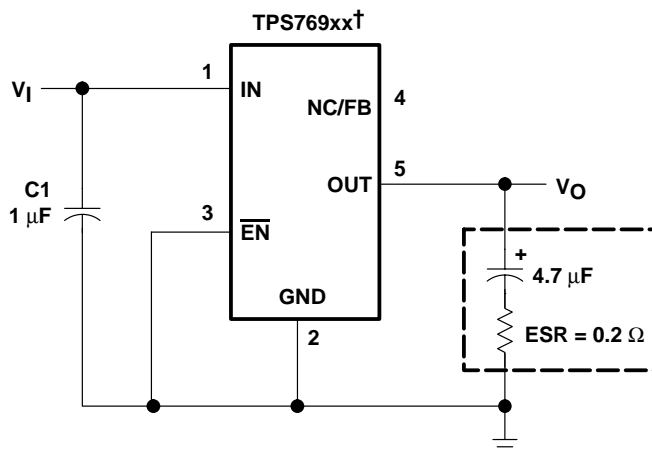 TPS769xx†
1
VI
IN
NC/FB
4
5
OUT
VO
C1
1 µF
3
EN
+
4.7 µF
GND
2
ESR = 0.2 Ω